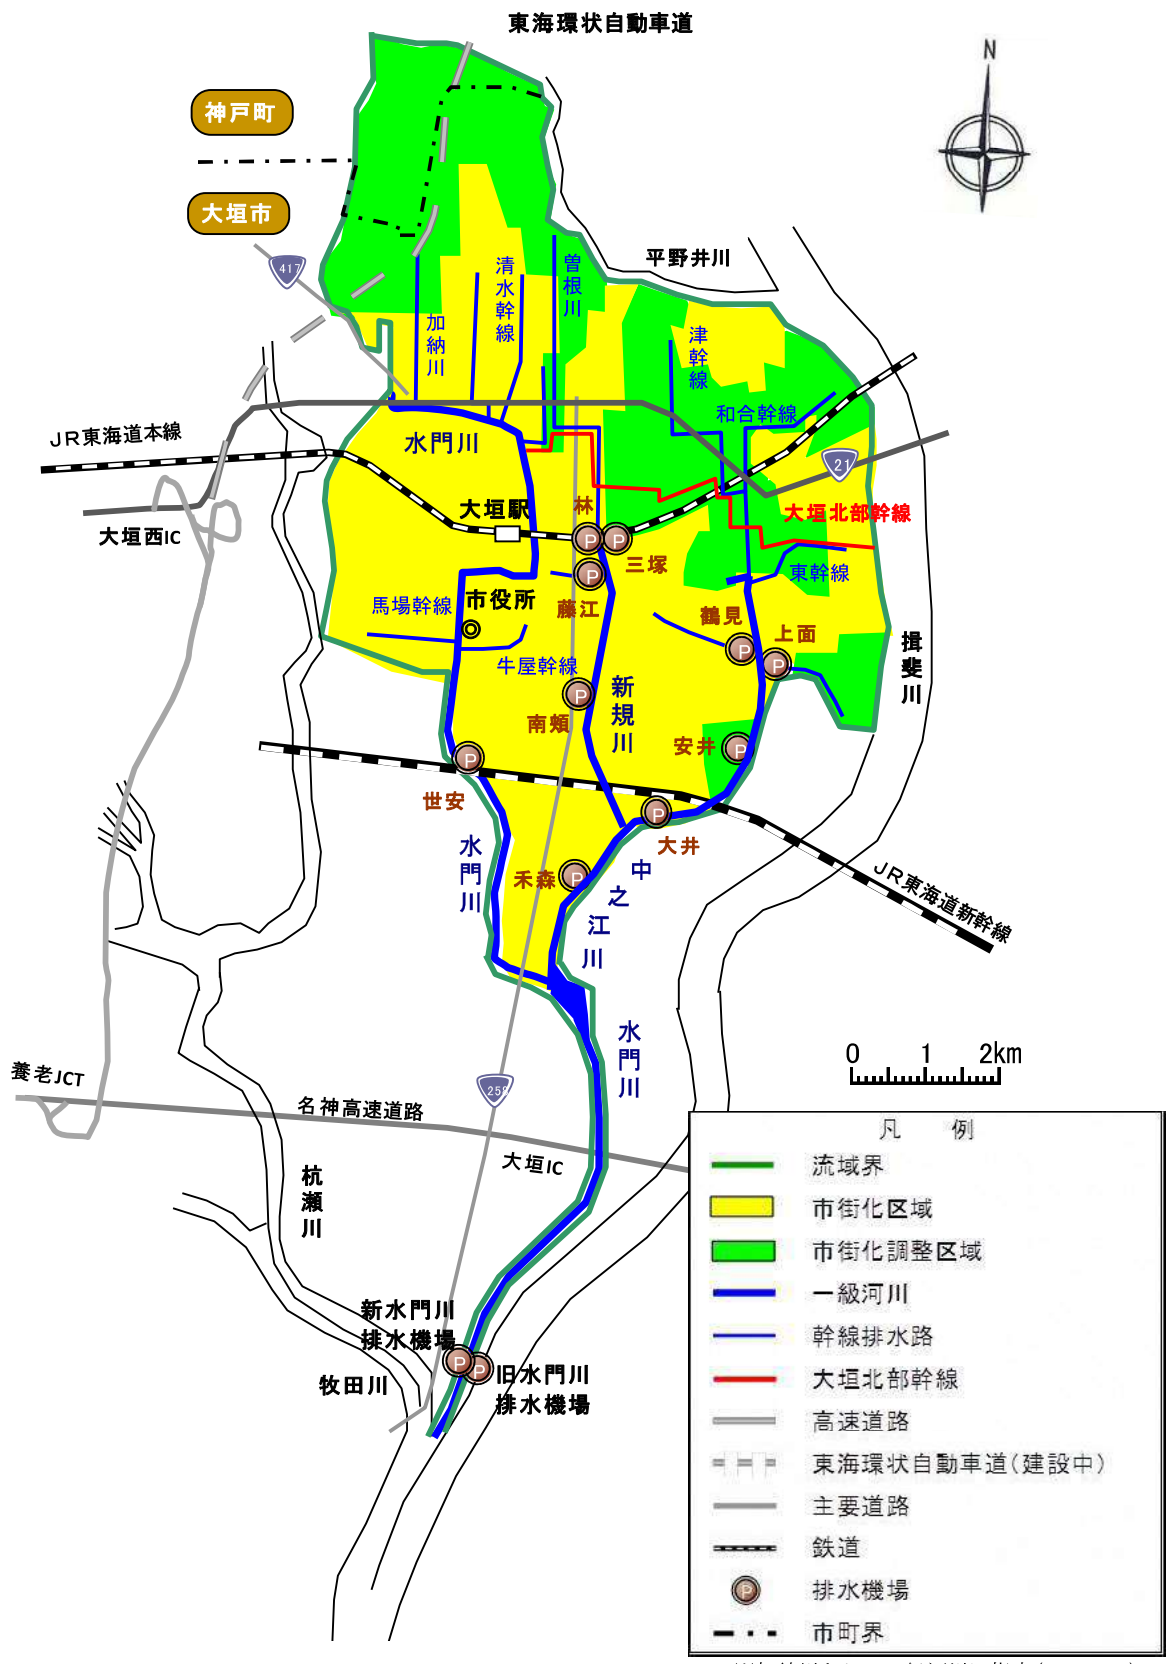 東海環状自動車道
N
神戸町
大垣市
417
平野井川
清水幹線
曽根川
加納川
津幹線
和合幹線
JR東海道本線
水門川
21
大垣西IC
大垣駅
林
P
P
三塚
大垣北部幹線
P
藤江
東幹線
馬場幹線
市役所
鶴見
P
上面
P
揖斐川
牛屋幹線
新規川
P
南頬
安井
P
P
世安
P
大井
水門川
禾森
P
中之江川
JR東海道新幹線
水門川
0 1 2km
養老JCT
258
名神高速道路
大垣IC
杭瀬川
新水門川
排水機場
P
P
旧水門川
排水機場
牧田川
凡 例
流域界
市街化区域
市街化調整区域
一級河川
幹線排水路
大垣北部幹線
高速道路
東海環状自動車道(建設中)
主要道路
鉄道
P 排水機場
市町界